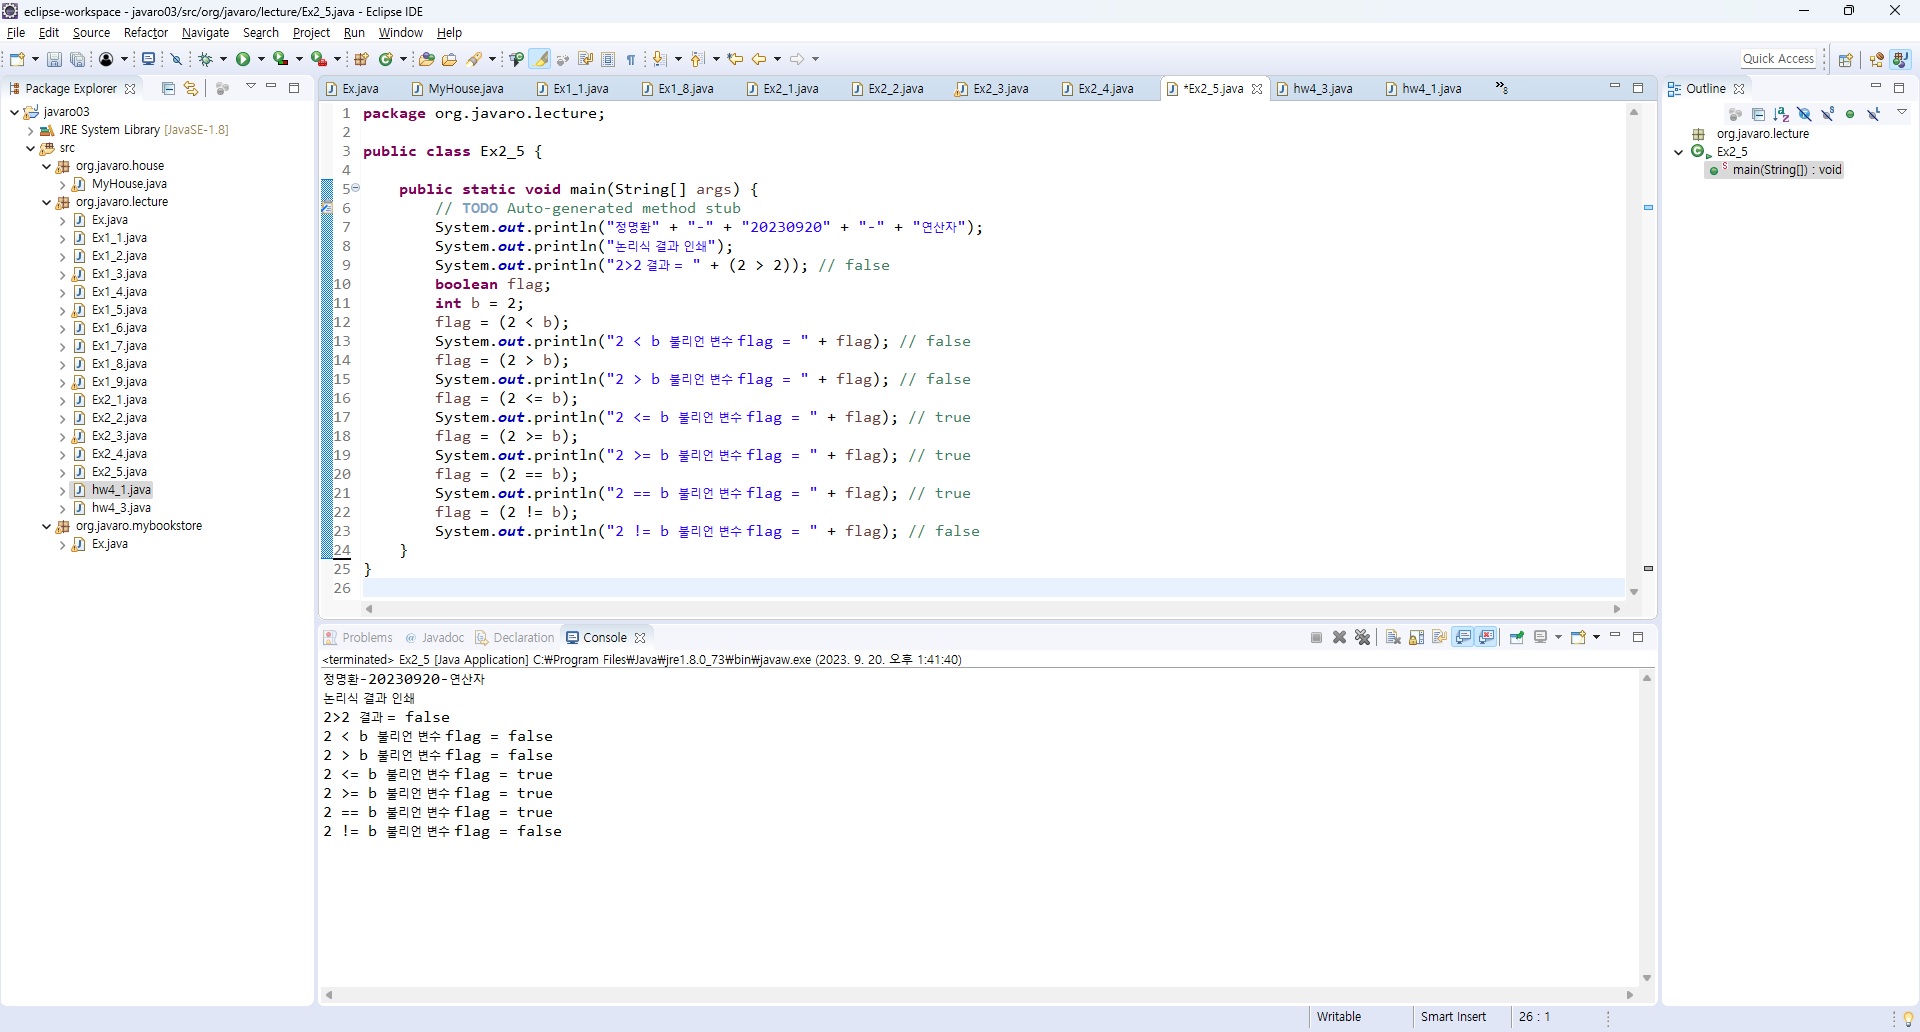 eclipse-workspace - javaro03/src/org/javaro/lecture/Ex2_5.java - Eclipse IDE
File Edit Source Refactor Navigate Search Project Run Window Help
Quick Access
Package Explorer
javaro03
JRE System Library [JavaSE-1.8]
src
org.javaro.house
MyHouse.java
org.javaro.lecture
Ex.java
Ex1_1.java
Ex1_2.java
Ex1_3.java
Ex1_4.java
Ex1_5.java
Ex1_6.java
Ex1_7.java
Ex1_8.java
Ex1_9.java
Ex2_1.java
Ex2_2.java
Ex2_3.java
Ex2_4.java
Ex2_5.java
hw4_1.java
hw4_3.java
org.javaro.mybookstore
Ex.java
Ex.java MyHouse.java Ex1_1.java Ex1_8.java Ex2_1.java Ex2_2.java Ex2_3.java Ex2_4.java *Ex2_5.java hw4_3.java hw4_1.java »8
1 package org.javaro.lecture;
2
3 public class Ex2_5 {
4
5 public static void main(String[] args) {
6 // TODO Auto-generated method stub
7 System.out.println("정명환" + "-" + "20230920" + "-" + "연산자");
8 System.out.println("논리식 결과 인쇄");
9 System.out.println("2>2 결과 = " + (2 > 2)); // false
10 boolean flag;
11 int b = 2;
12 flag = (2 < b);
13 System.out.println("2 < b 불리언 변수 flag = " + flag); // false
14 flag = (2 > b);
15 System.out.println("2 > b 불리언 변수 flag = " + flag); // false
16 flag = (2 <= b);
17 System.out.println("2 <= b 불리언 변수 flag = " + flag); // true
18 flag = (2 >= b);
19 System.out.println("2 >= b 불리언 변수 flag = " + flag); // true
20 flag = (2 == b);
21 System.out.println("2 == b 불리언 변수 flag = " + flag); // true
22 flag = (2 != b);
23 System.out.println("2 != b 불리언 변수 flag = " + flag); // false
24 }
25 }
26
Outline
org.javaro.lecture
Ex2_5
main(String[]) : void
Problems @ Javadoc Declaration Console
<terminated> Ex2_5 [Java Application] C:₩Program Files₩Java₩jre1.8.0_73₩bin₩javaw.exe (2023. 9. 20. 오후 1:41:40)
정명환-20230920-연산자
논리식 결과 인쇄
2>2 결과 = false
2 < b 불리언 변수 flag = false
2 > b 불리언 변수 flag = false
2 <= b 불리언 변수 flag = true
2 >= b 불리언 변수 flag = true
2 == b 불리언 변수 flag = true
2 != b 불리언 변수 flag = false
Writable Smart Insert 26 : 1